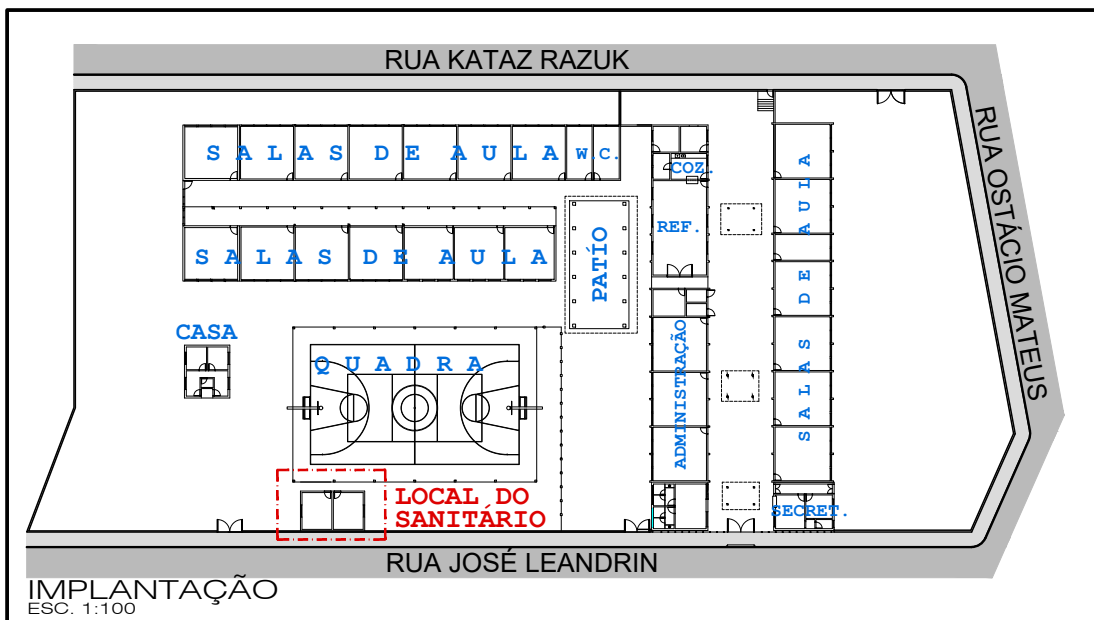 RUA KATAZ RAZUK
RUA OSTÁCIO MATEUS
SALAS DE AULA
W.C.
COZ.
REF.
SALAS DE AULA
PATÍO
SALAS DE AULA
CASA
QUADRA
ADMINISTRAÇÃO
LOCAL DO
SANITÁRIO
SECRET.
RUA JOSÉ LEANDRIN
IMPLANTAÇÃO
ESC. 1:100